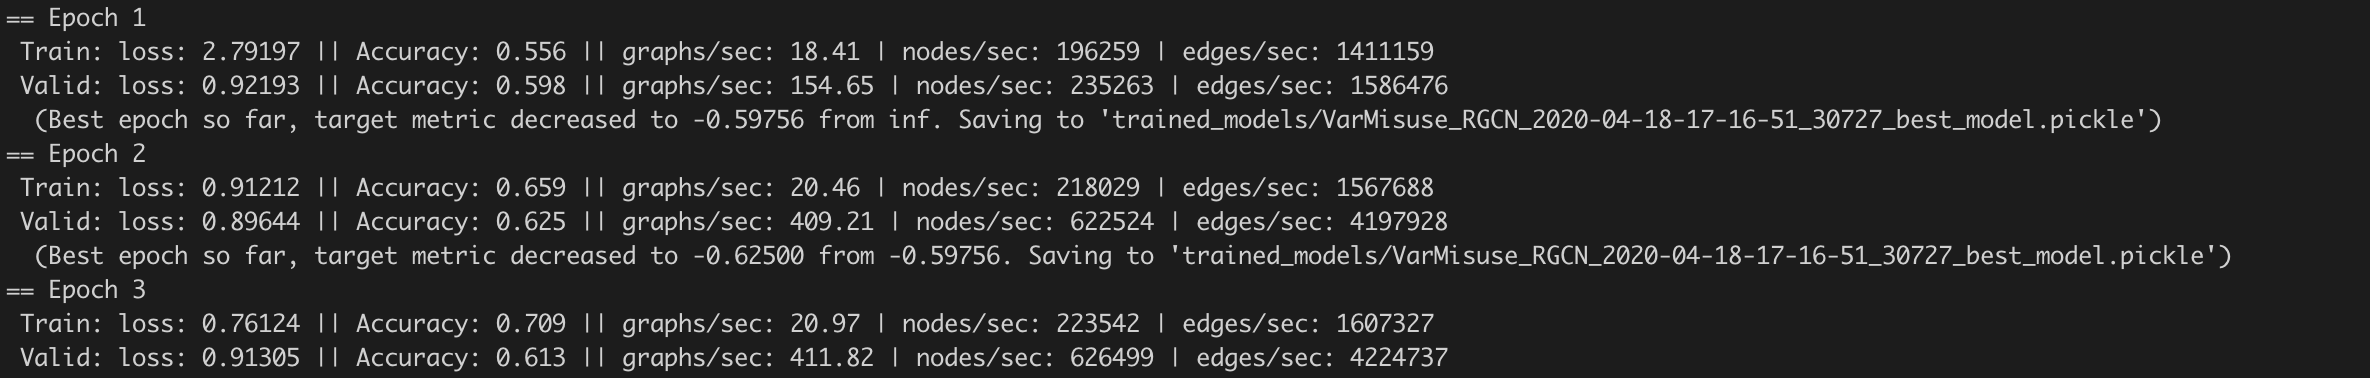 == Epoch 1
Train: loss: 2.79197 || Accuracy: 0.556 || graphs/sec: 18.41 | nodes/sec: 196259 | edges/sec: 1411159
Valid: loss: 0.92193 || Accuracy: 0.598 || graphs/sec: 154.65 | nodes/sec: 235263 | edges/sec: 1586476
(Best epoch so far, target metric decreased to -0.59756 from inf. Saving to 'trained_models/VarMisuse_RGCN_2020-04-18-17-16-51_30727_best_model.pickle')
== Epoch 2
Train: loss: 0.91212 || Accuracy: 0.659 || graphs/sec: 20.46 | nodes/sec: 218029 | edges/sec: 1567688
Valid: loss: 0.89644 || Accuracy: 0.625 || graphs/sec: 409.21 | nodes/sec: 622524 | edges/sec: 4197928
(Best epoch so far, target metric decreased to -0.62500 from -0.59756. Saving to 'trained_models/VarMisuse_RGCN_2020-04-18-17-16-51_30727_best_model.pickle')
== Epoch 3
Train: loss: 0.76124 || Accuracy: 0.709 || graphs/sec: 20.97 | nodes/sec: 223542 | edges/sec: 1607327
Valid: loss: 0.91305 || Accuracy: 0.613 || graphs/sec: 411.82 | nodes/sec: 626499 | edges/sec: 4224737